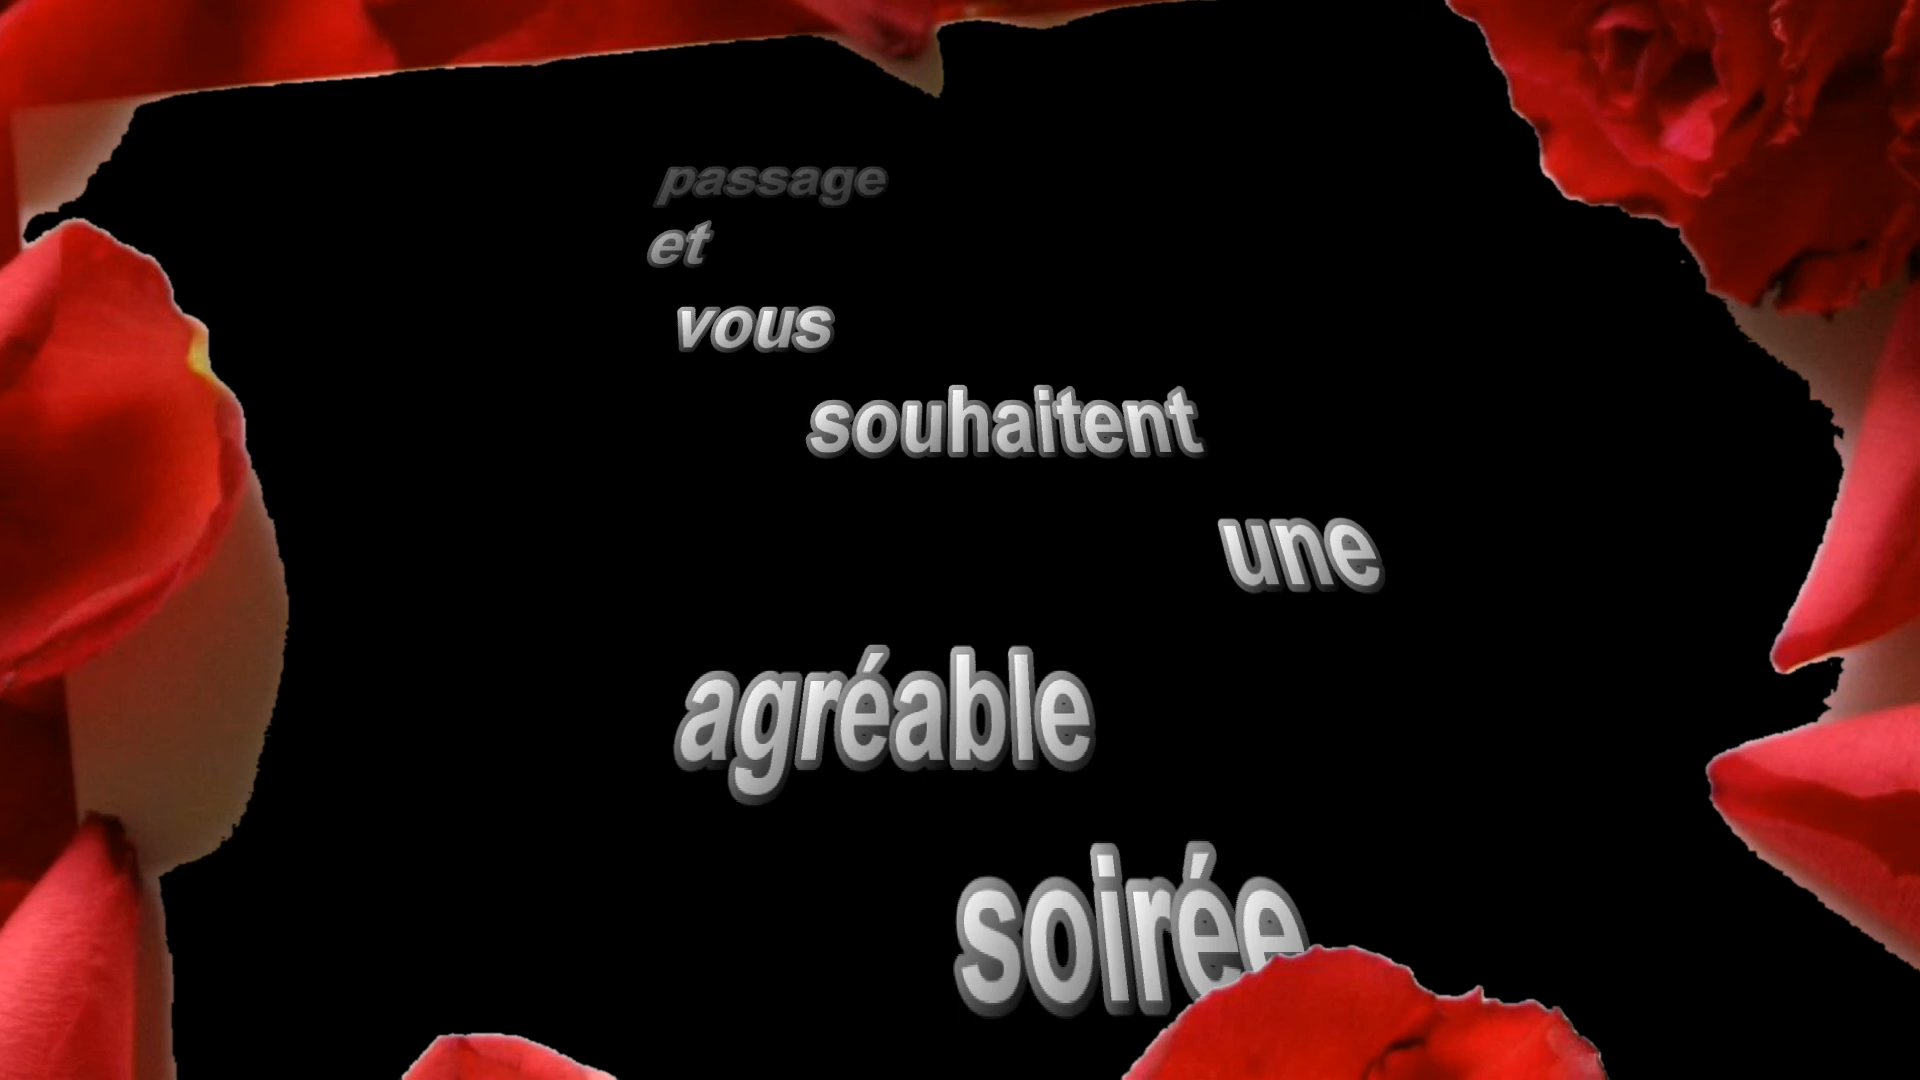 passage
et
vous
souhaitent
une
agréable
soirée